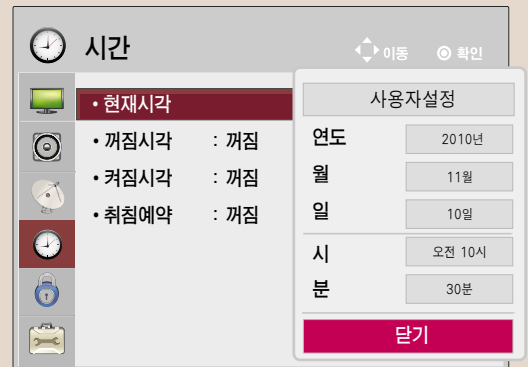 시간
이동 확인
• 현재시각
• 꺼짐시각 : 꺼짐
• 켜짐시각 : 꺼짐
• 취침예약 : 꺼짐
사용자설정
연도 2010년
월 11월
일 10일
시 오전 10시
분 30분
닫기